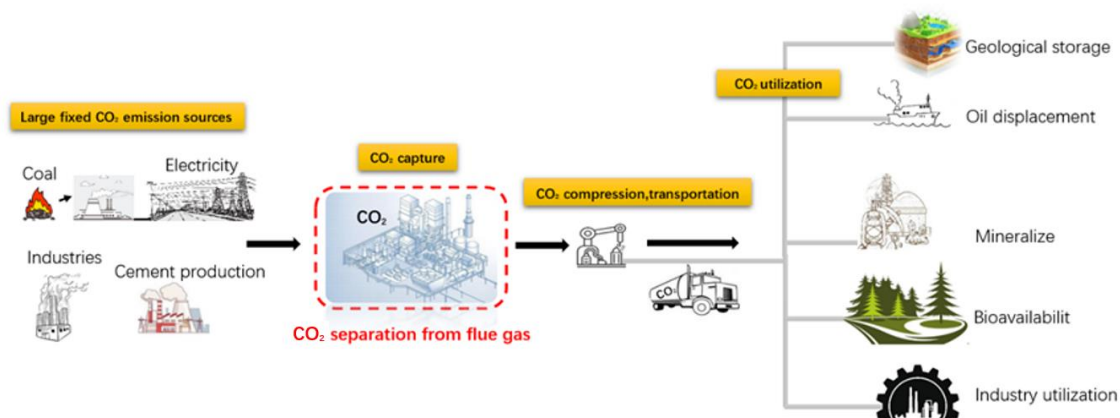 Large fixed CO₂ emission sources
Coal
Electricity
Industries
Cement production
CO₂ capture
CO₂
CO₂ separation from flue gas
CO₂ compression,transportation
CO₂
CO₂ utilization
Geological storage
Oil displacement
Mineralize
Bioavailabilit
Industry utilization